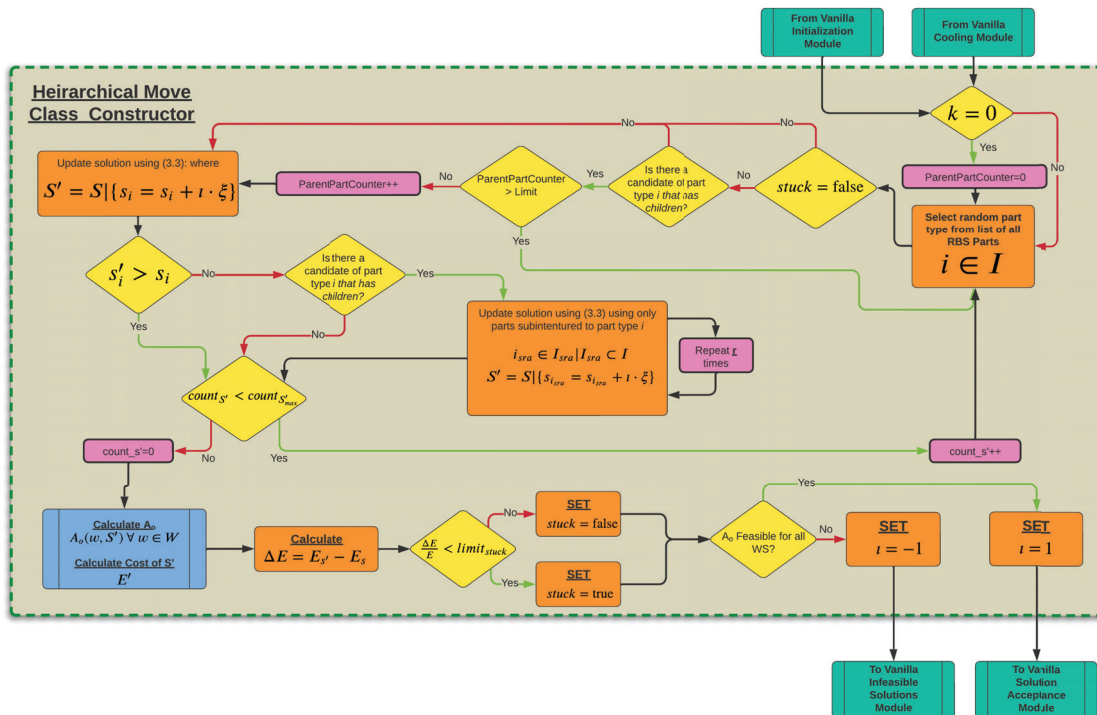 From Vanilla
Initialization
Module
From Vanilla
Cooling Module
Heirarchical Move
Class Constructor
k = 0
No
Yes
No
No
Update solution using (3.3): where
S′ = S|{s_i = s_i + ι · ξ}
ParentPartCounter++
No
ParentPartCounter
> Limit
Yes
Is there a
candidate of part
type i that has
children?
No
stuck = false
ParentPartCounter=0
Select random part
type from list of all
RBS Parts
i ∈ I
Yes
s′_i > s_i
No
Is there a
candidate of part
type i that has
children?
Yes
Yes
No
Update solution using (3.3) using only
parts subintentured to part type i
i_sra ∈ I_sra|I_sra ⊂ I
S′ = S|{s_i_sra = s_i_sra + ι · ξ}
Repeat r
times
count_S′ < count_S′_max
count_s'=0
No
Yes
count_s'++
Calculate Aₒ
Aₒ(w, S′) ∀ w ∈ W
Calculate Cost of S'
E′
Calculate
ΔE = E_s′ − E_s
ΔE/E < limit_stuck
No
Yes
SET
stuck = false
SET
stuck = true
Aₒ Feasible for all
WS?
Yes
No
SET
ι = −1
SET
ι = 1
To Vanilla
Infeasible
Solutions
Module
To Vanilla
Solution
Acceptance
Module